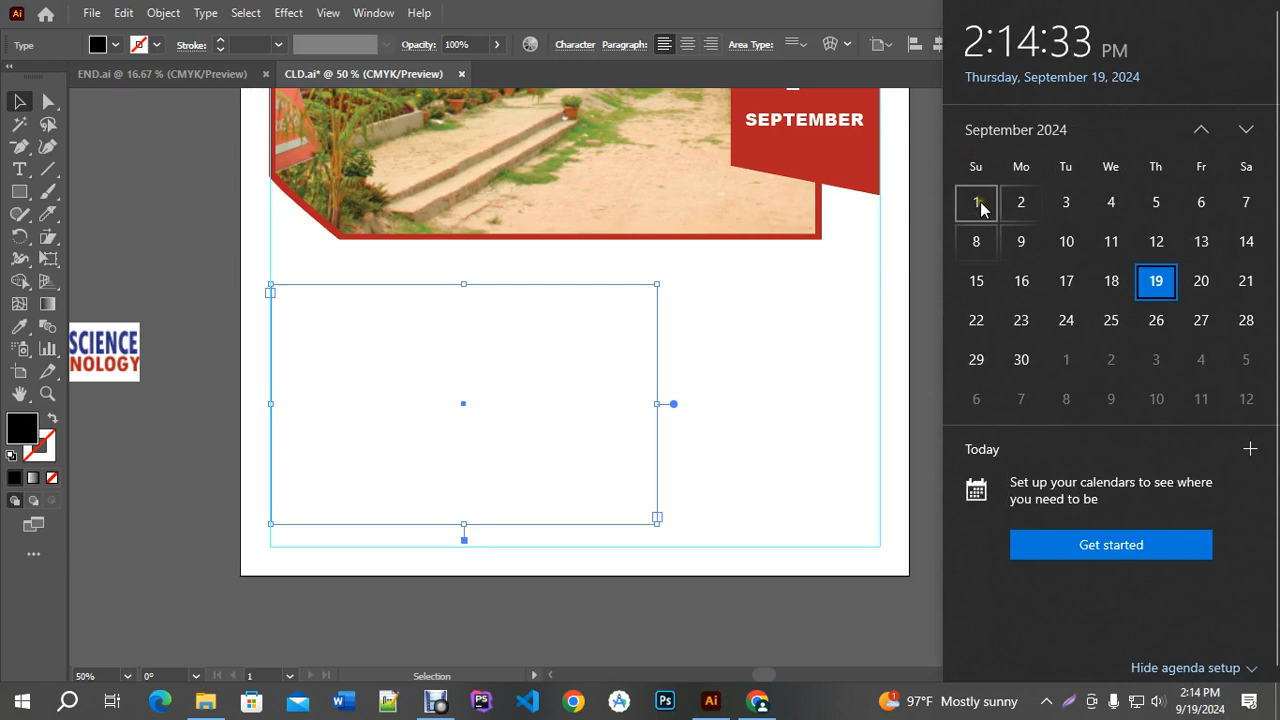 Ai File Edit Object Type Select Effect View Window Help
Type Stroke: Opacity: 100% Character Paragraph: Area Type:
END.ai @ 16.67 % (CMYK/Preview) × CLD.ai* @ 50 % (CMYK/Preview) ×
SEPTEMBER
SCIENCE
NOLOGY
50% 0° 1 Selection
2:14:33 PM
Thursday, September 19, 2024
September 2024
Su Mo Tu We Th Fr Sa
1 2 3 4 5 6 7
8 9 10 11 12 13 14
15 16 17 18 19 20 21
22 23 24 25 26 27 28
29 30 1 2 3 4 5
6 7 8 9 10 11 12
Today
Set up your calendars to see where
you need to be
Get started
Hide agenda setup
97°F Mostly sunny
2:14 PM
9/19/2024